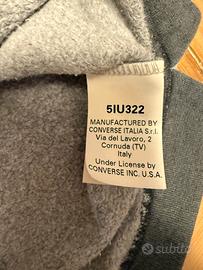 5IU322
MANUFACTURED BY
CONVERSE ITALIA S.r.l.
Via del Lavoro, 2
Cornuda (TV)
Italy
Under License by
CONVERSE INC. U.S.A.
subito